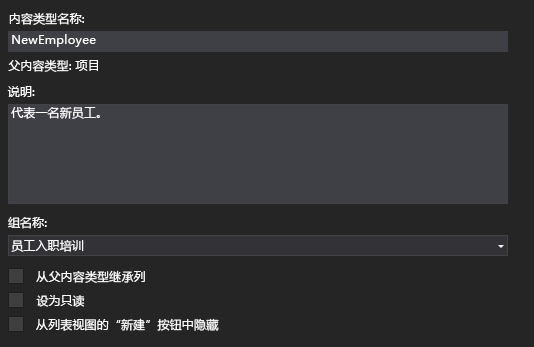 内容类型名称:
NewEmployee
父内容类型: 项目
说明:
代表一名新员工。
组名称:
员工入职培训
从父内容类型继承列
设为只读
从列表视图的“新建”按钮中隐藏